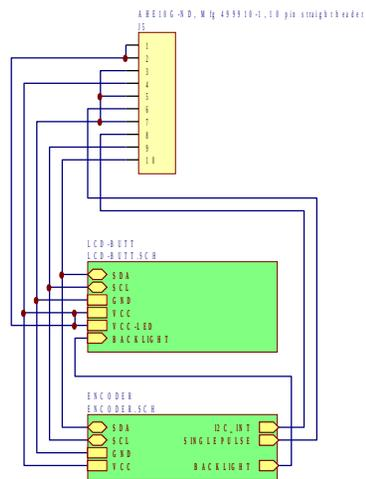 AHE10G-ND, Mfg 499910-1, 10 pin straight header
J5
1
2
3
4
5
6
7
8
9
10
LCD-BUTT
LCD-BUTT.SCH
SDA
SCL
GND
VCC
VCC-LED
BACKLIGHT
ENCODER
ENCODER.SCH
SDA I2C_INT
SCL SINGLEPULSE
GND
VCC BACKLIGHT